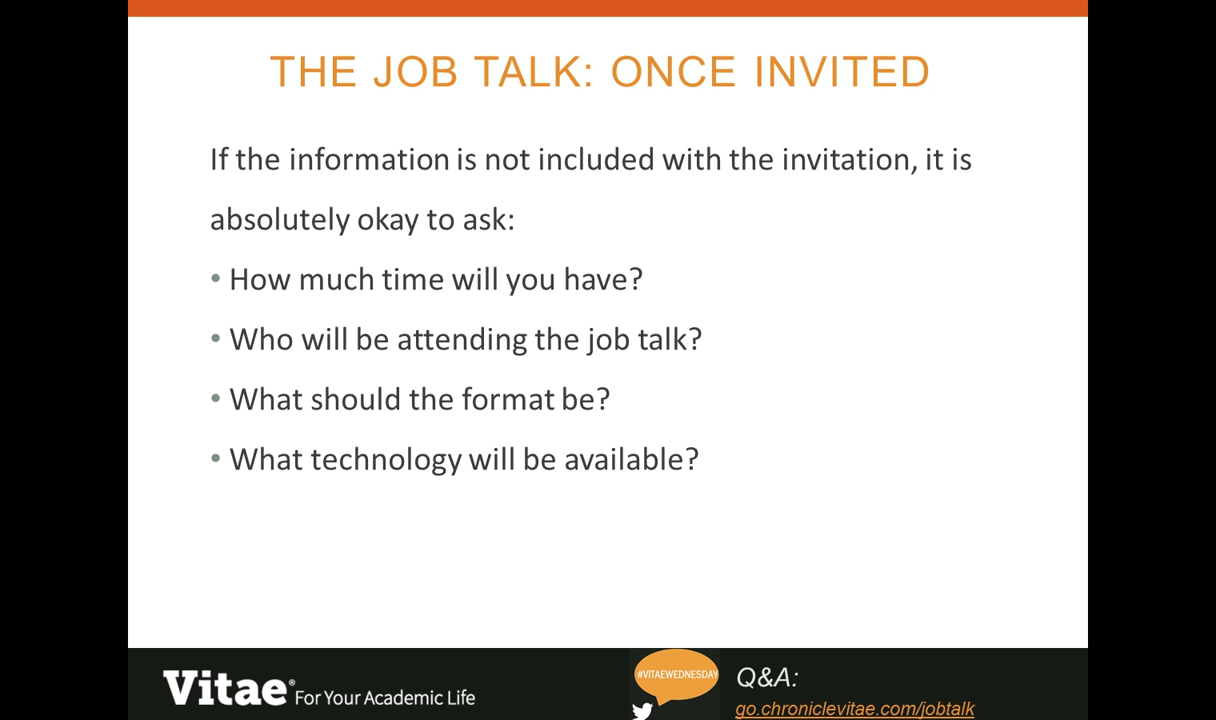 THE JOB TALK: ONCE INVITED
If the information is not included with the invitation, it is
absolutely okay to ask:
• How much time will you have?
• Who will be attending the job talk?
• What should the format be?
• What technology will be available?
Vitae® For Your Academic Life
#VITAEWEDNESDAY
Q&A:
go.chroniclevitae.com/jobtalk